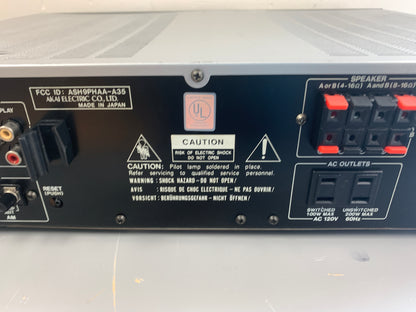 FCC ID: ASH9PHAA-A35
AKAI ELECTRIC CO., LTD.
MADE IN JAPAN
PLAY
UL
SPEAKER
A or B (4-16Ω) A and B (8-16Ω)
CAUTION
RISK OF ELECTRIC SHOCK
DO NOT OPEN
CAUTION: Pilot lamp soldered in place.
Refer servicing to qualified service personnel.
WARNING: SHOCK HAZARD-DO NOT OPEN!
AVIS : RISQUE DE CHOC ELECTRIQUE-NE PAS OUVRIR!
VORSICHT: BERÜHRUNGSGEFAHR-NICHT ÖFFNEN!
RESET
(PUSH)
AM
AC OUTLETS
SWITCHED
100W MAX
UNSWITCHED
200W MAX
AC 120V 60Hz